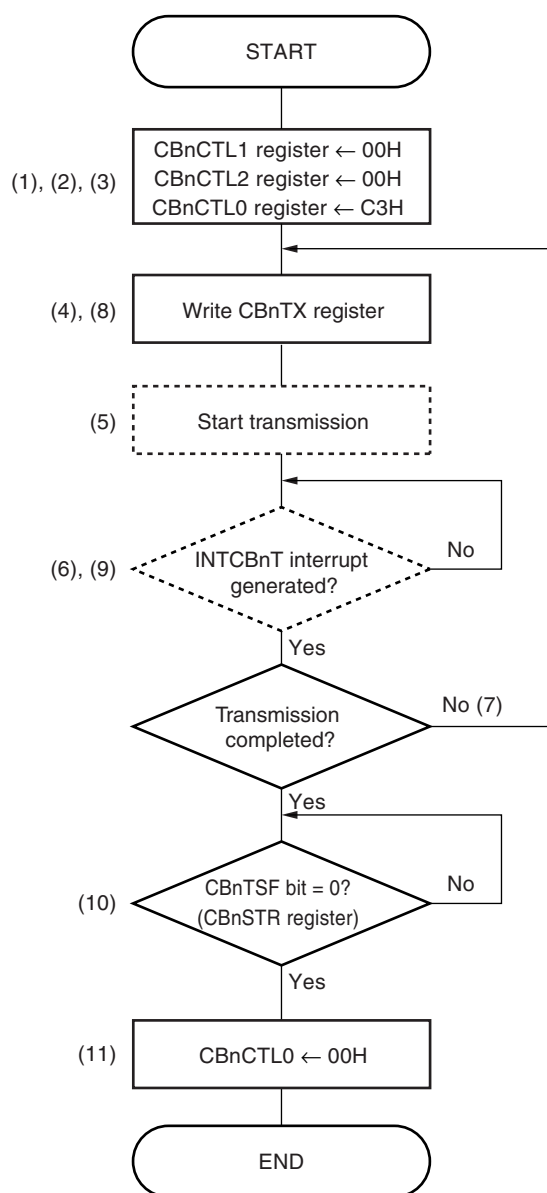 START
(1), (2), (3)
CBnCTL1 register ← 00H
CBnCTL2 register ← 00H
CBnCTL0 register ← C3H
(4), (8)
Write CBnTX register
(5)
Start transmission
(6), (9)
INTCBnT interrupt
generated?
No
Yes
Transmission
completed?
No (7)
Yes
(10)
CBnTSF bit = 0?
(CBnSTR register)
No
Yes
(11)
CBnCTL0 ← 00H
END